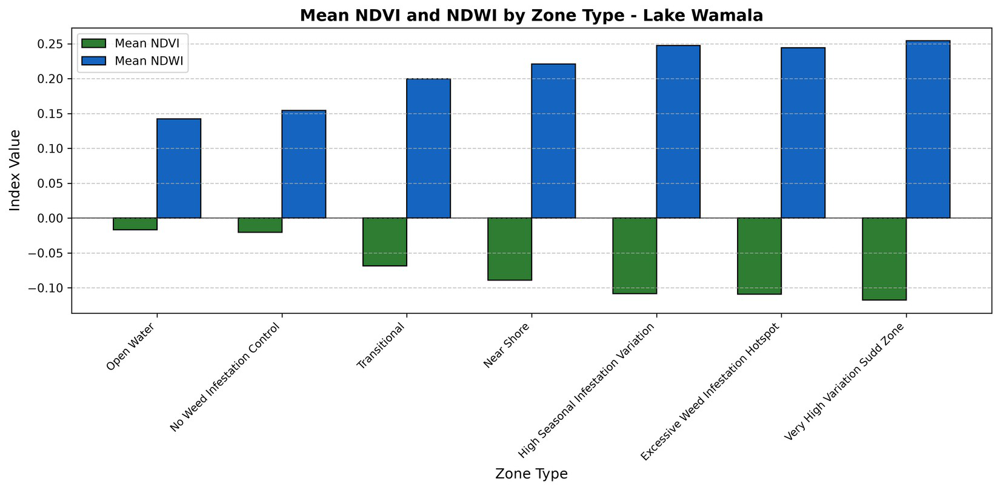 Mean NDVI and NDWI by Zone Type - Lake Wamala
Mean NDVI
Mean NDWI
Index Value
0.25
0.20
0.15
0.10
0.05
0.00
−0.05
−0.10
Open Water
No Weed Infestation Control
Transitional
Near Shore
High Seasonal Infestation Variation
Excessive Weed Infestation Hotspot
Very High Variation Sudd Zone
Zone Type